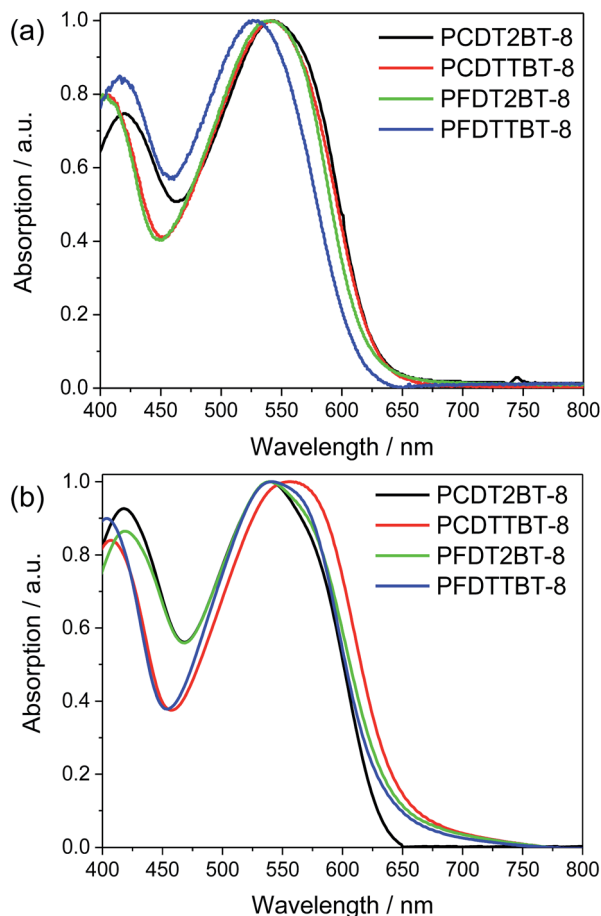 (a)
PCDT2BT-8
PCDTTBT-8
PFDT2BT-8
PFDTTBT-8
Absorption / a.u.
1.0
0.8
0.6
0.4
0.2
0.0
400 450 500 550 600 650 700 750 800
Wavelength / nm
(b)
PCDT2BT-8
PCDTTBT-8
PFDT2BT-8
PFDTTBT-8
Absorption / a.u.
1.0
0.8
0.6
0.4
0.2
0.0
400 450 500 550 600 650 700 750 800
Wavelength / nm